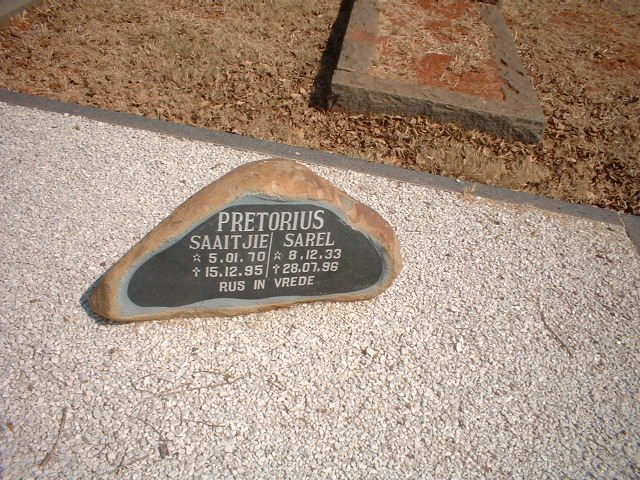 PRETORIUS
SAAITJIE | SAREL
☆ 5.01.70 | ☆ 8.12.33
†15.12.95 | †28.07.96
RUS IN VREDE